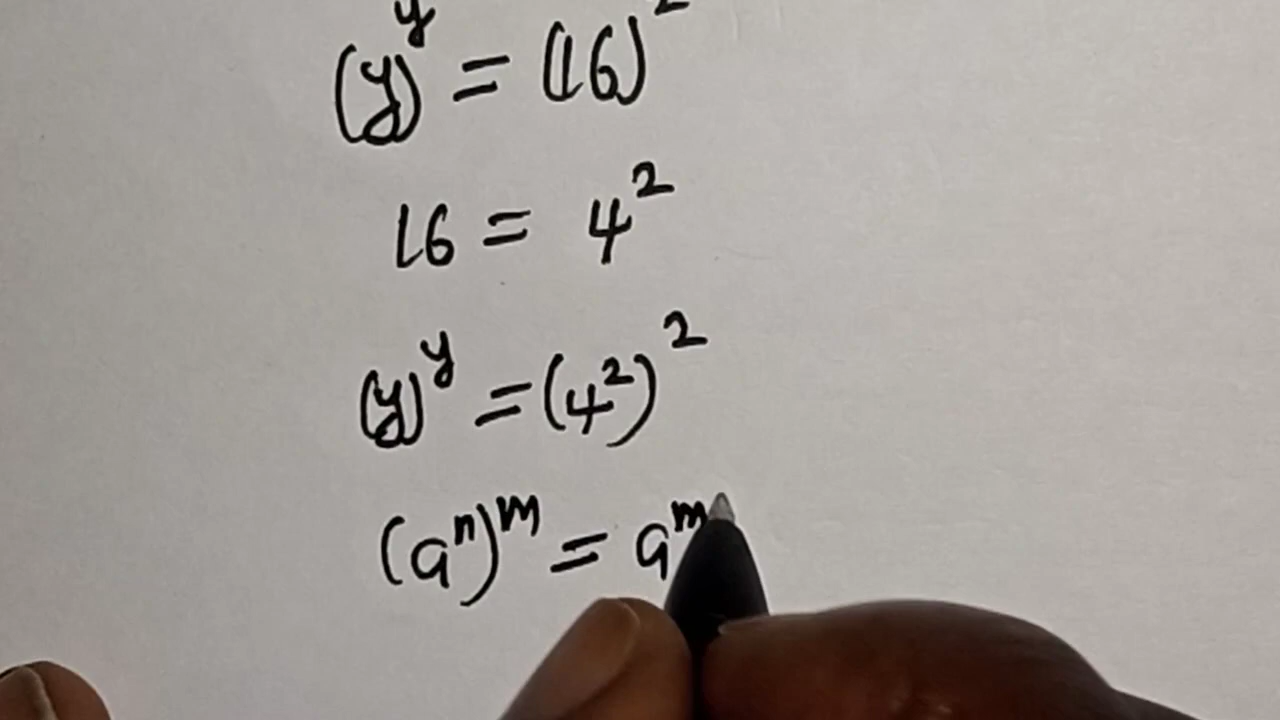 (y)^y = (16)^2
16 = 4^2
(y)^y = (4^2)^2
(a^n)^m = a^m